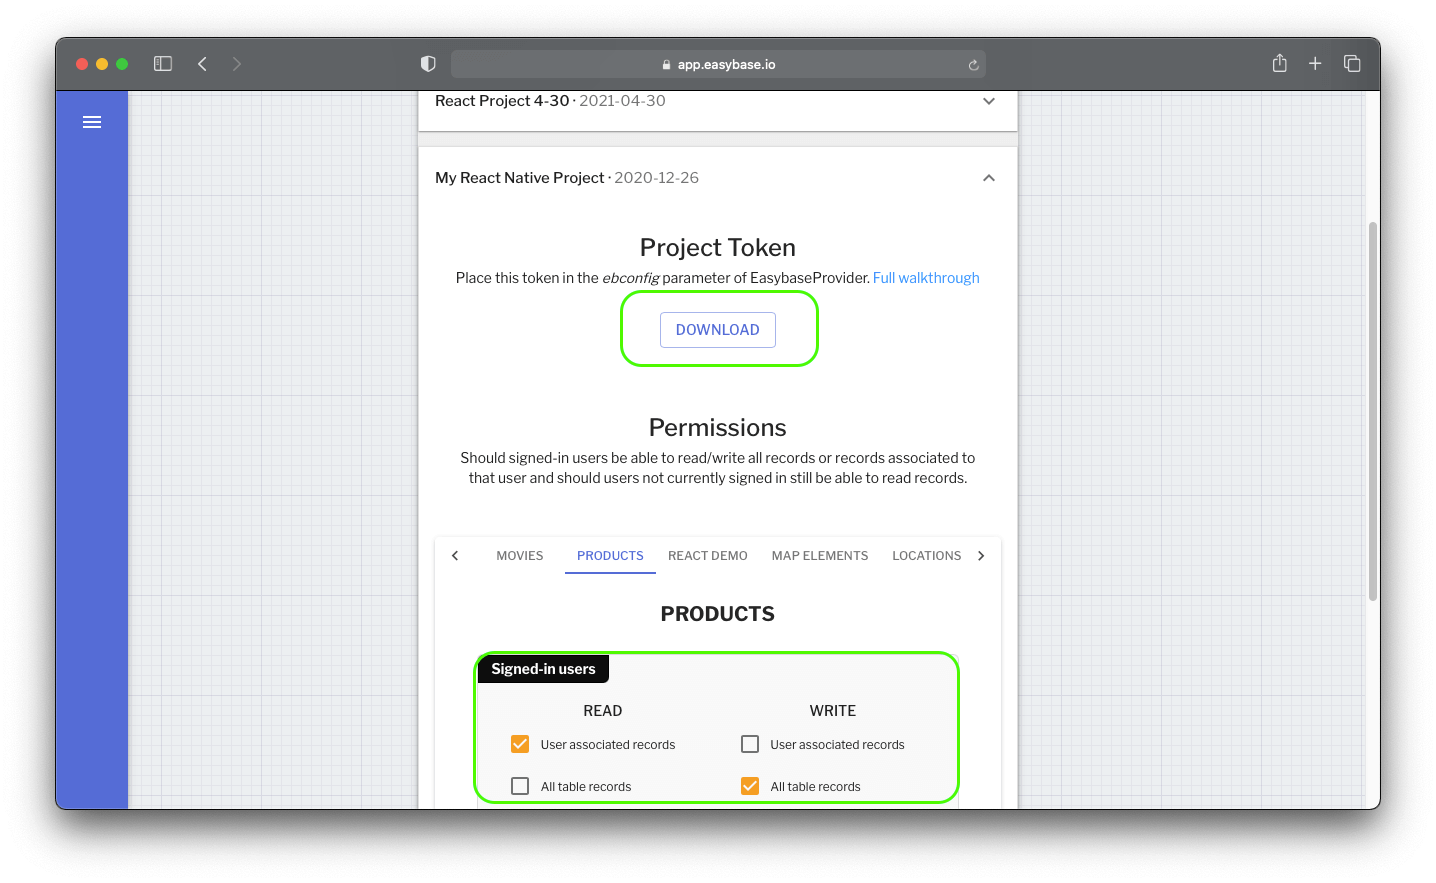 app.easybase.io
React Project 4-30 · 2021-04-30
My React Native Project · 2020-12-26
Project Token
Place this token in the ebconfig parameter of EasybaseProvider. Full walkthrough
DOWNLOAD
Permissions
Should signed-in users be able to read/write all records or records associated to
that user and should users not currently signed in still be able to read records.
MOVIES PRODUCTS REACT DEMO MAP ELEMENTS LOCATIONS
PRODUCTS
Signed-in users
READ WRITE
User associated records User associated records
All table records All table records